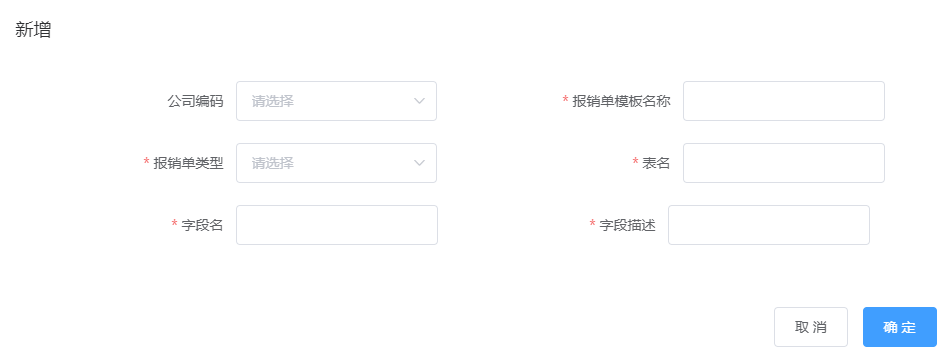 新增
公司编码 请选择 * 报销单模板名称
* 报销单类型 请选择 * 表名
* 字段名 * 字段描述
取 消 确 定